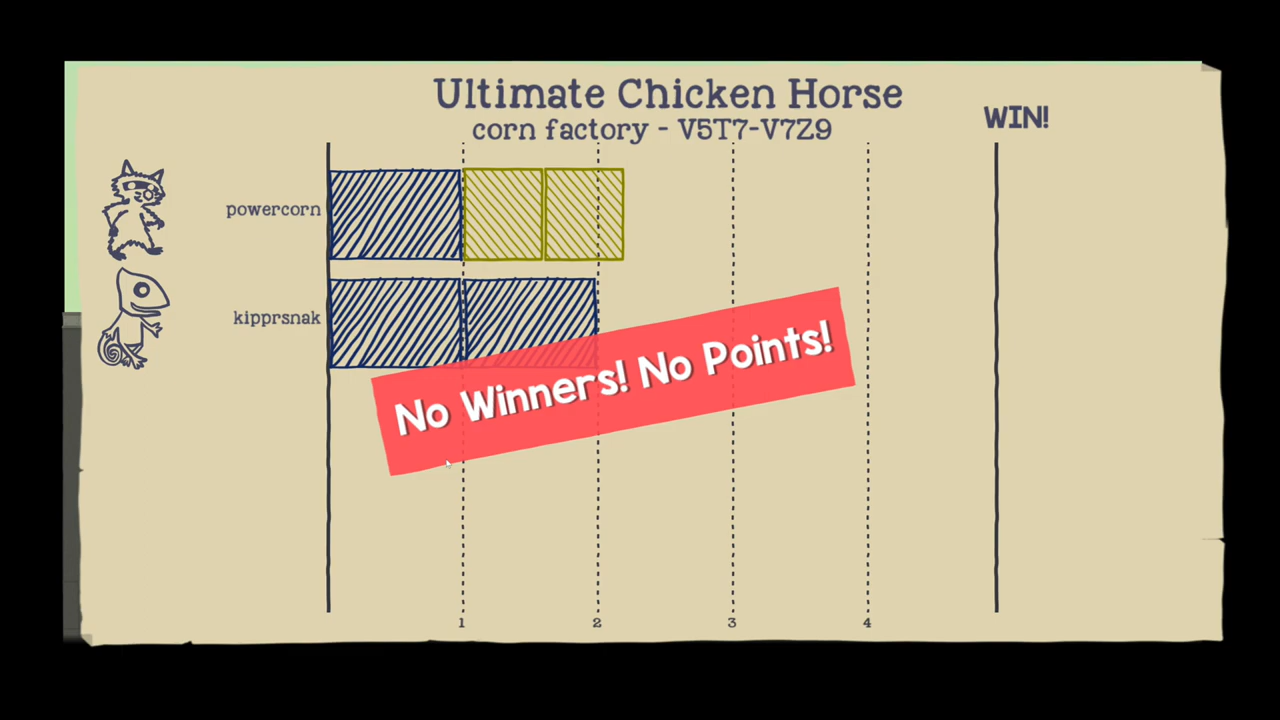 Ultimate Chicken Horse
corn factory - V5T7-V7Z9
WIN!
powercorn
kipprsnak
No Winners! No Points!
1 2 3 4